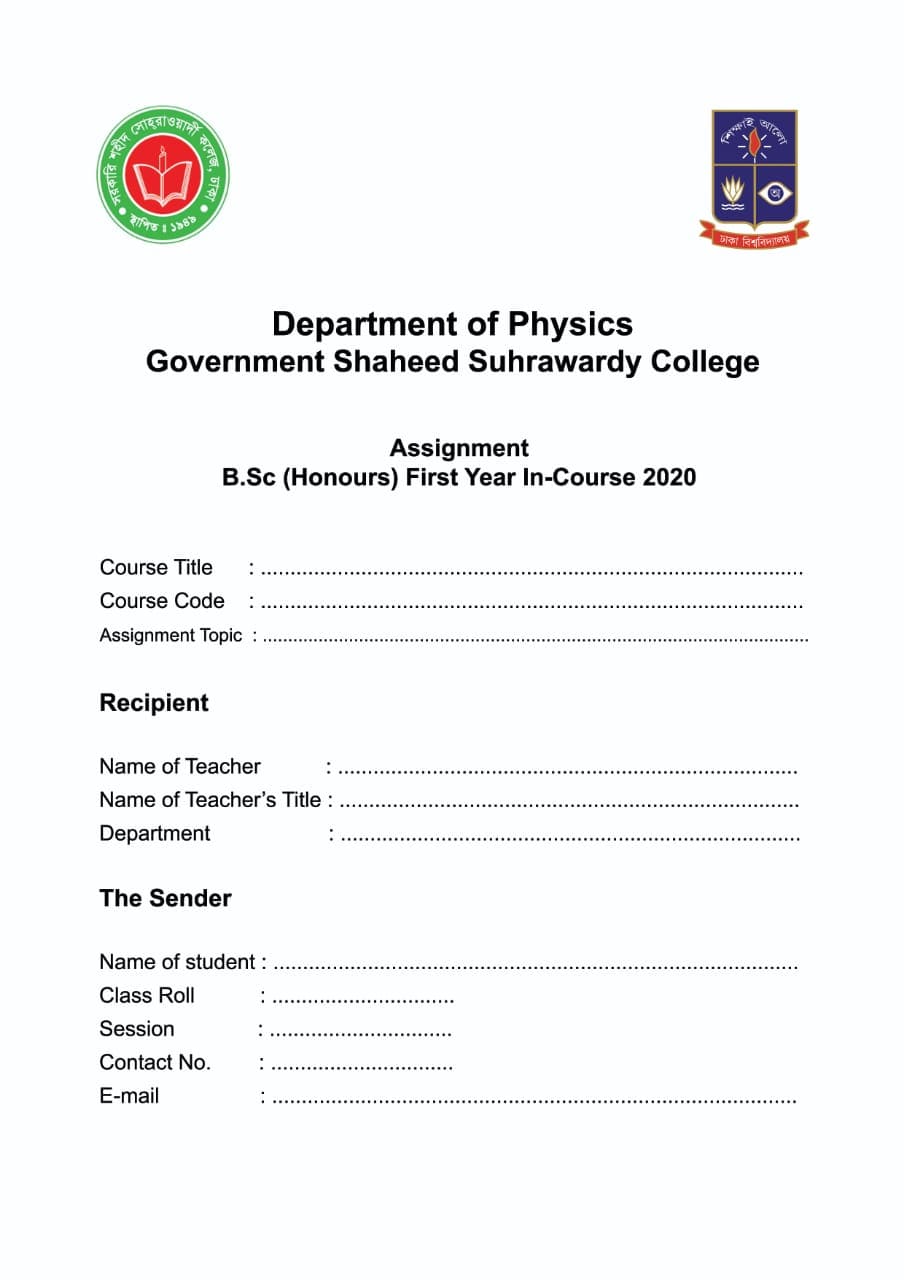 সরকারি শহীদ সোহরাওয়ার্দী কলেজ, ঢাকা
স্থাপিত ঃ ১৯৪৯
শিক্ষাই আলো
অ
ঢাকা বিশ্ববিদ্যালয়
Department of Physics
Government Shaheed Suhrawardy College
Assignment
B.Sc (Honours) First Year In-Course 2020
Course Title : ............................................................................................
Course Code : ............................................................................................
Assignment Topic : ............................................................................................................
Recipient
Name of Teacher : ..............................................................................
Name of Teacher’s Title : ..............................................................................
Department : ..............................................................................
The Sender
Name of student : .........................................................................................
Class Roll : ...............................
Session : ...............................
Contact No. : ...............................
E-mail : .........................................................................................